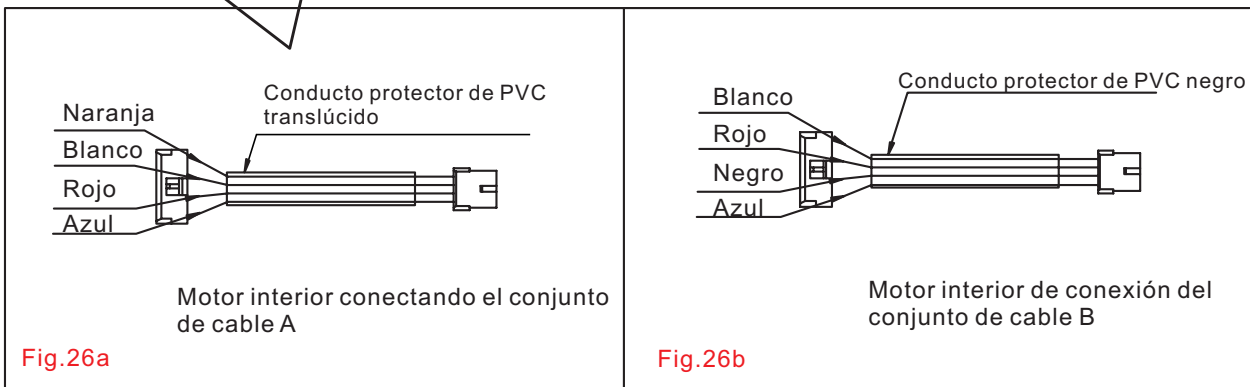 Naranja
Blanco
Rojo
Azul
Conducto protector de PVC
translúcido
Motor interior conectando el conjunto
de cable A
Fig.26a
Blanco
Rojo
Negro
Azul
Conducto protector de PVC negro
Motor interior de conexión del
conjunto de cable B
Fig.26b